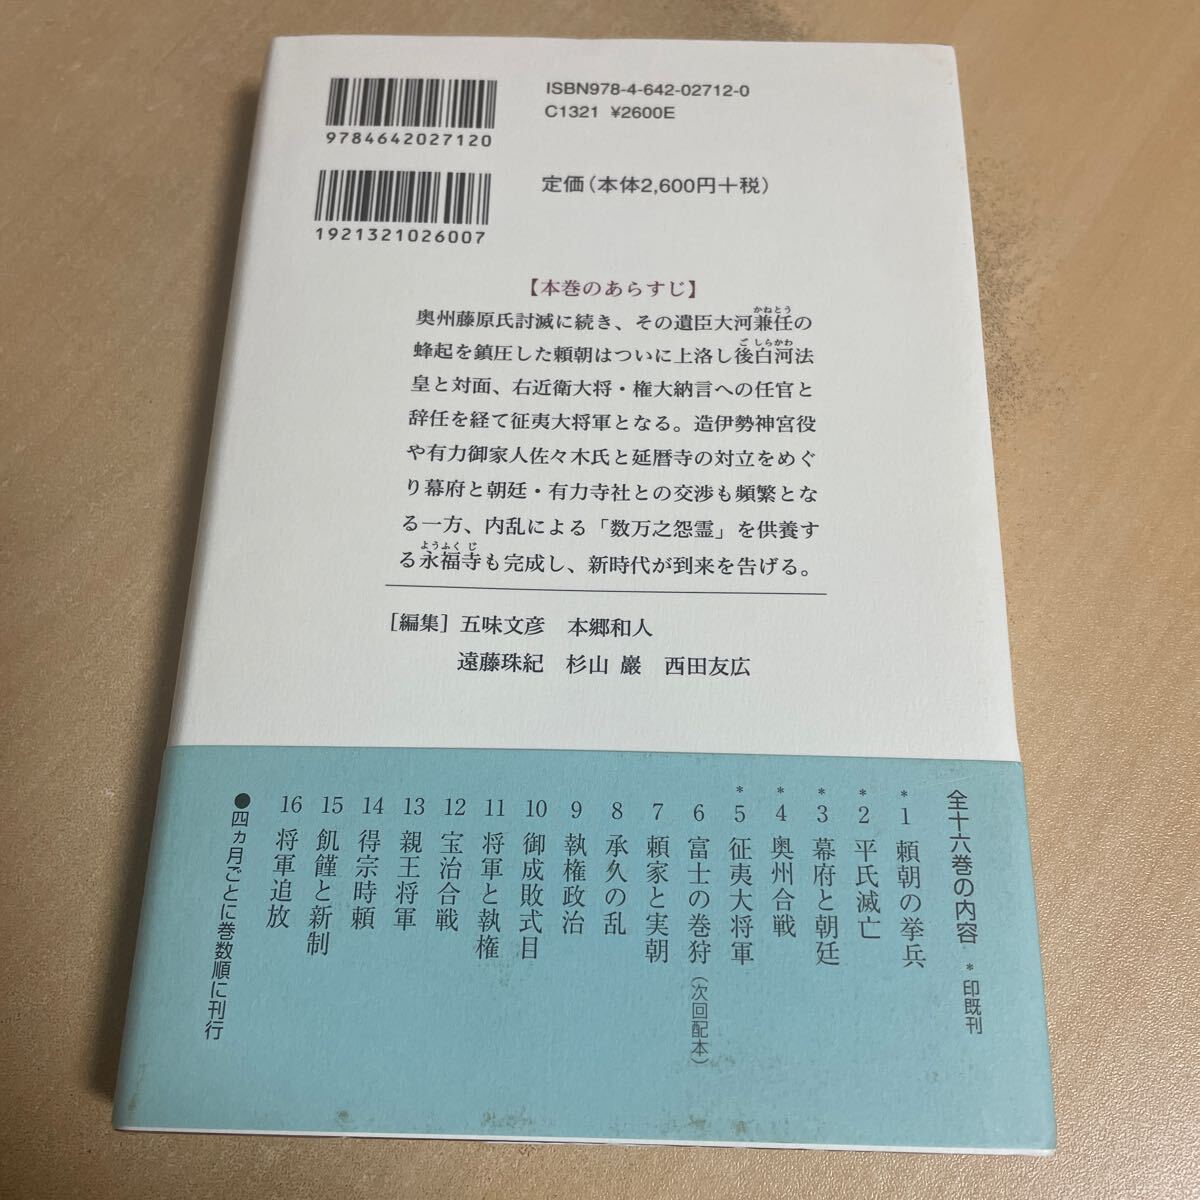 ISBN978-4-642-02712-0
C1321 ¥2600E
9784642027120
定価（本体2,600円＋税）
1921321026007
【本巻のあらすじ】
かねとう
奥州藤原氏討滅に続き、その遺臣大河兼任の
ご しらかわ
蜂起を鎮圧した頼朝はついに上洛し後白河法
皇と対面、右近衛大将・権大納言への任官と
辞任を経て征夷大将軍となる。造伊勢神宮役
や有力御家人佐々木氏と延暦寺の対立をめぐ
り幕府と朝廷・有力寺社との交渉も頻繁とな
る一方、内乱による「数万之怨霊」を供養す
ようふくじ
る永福寺も完成し、新時代が到来を告げる。
［編集］五味文彦 本郷和人
遠藤珠紀 杉山 巖 西田友広
全十六巻の内容 ＊印既刊
＊1 頼朝の挙兵
＊2 平氏滅亡
＊3 幕府と朝廷
＊4 奥州合戦
＊5 征夷大将軍
6 富士の巻狩（次回配本）
7 頼家と実朝
8 承久の乱
9 執権政治
10 御成敗式目
11 将軍と執権
12 宝治合戦
13 親王将軍
14 得宗時頼
15 飢饉と新制
16 将軍追放
●四ヵ月ごとに巻数順に刊行